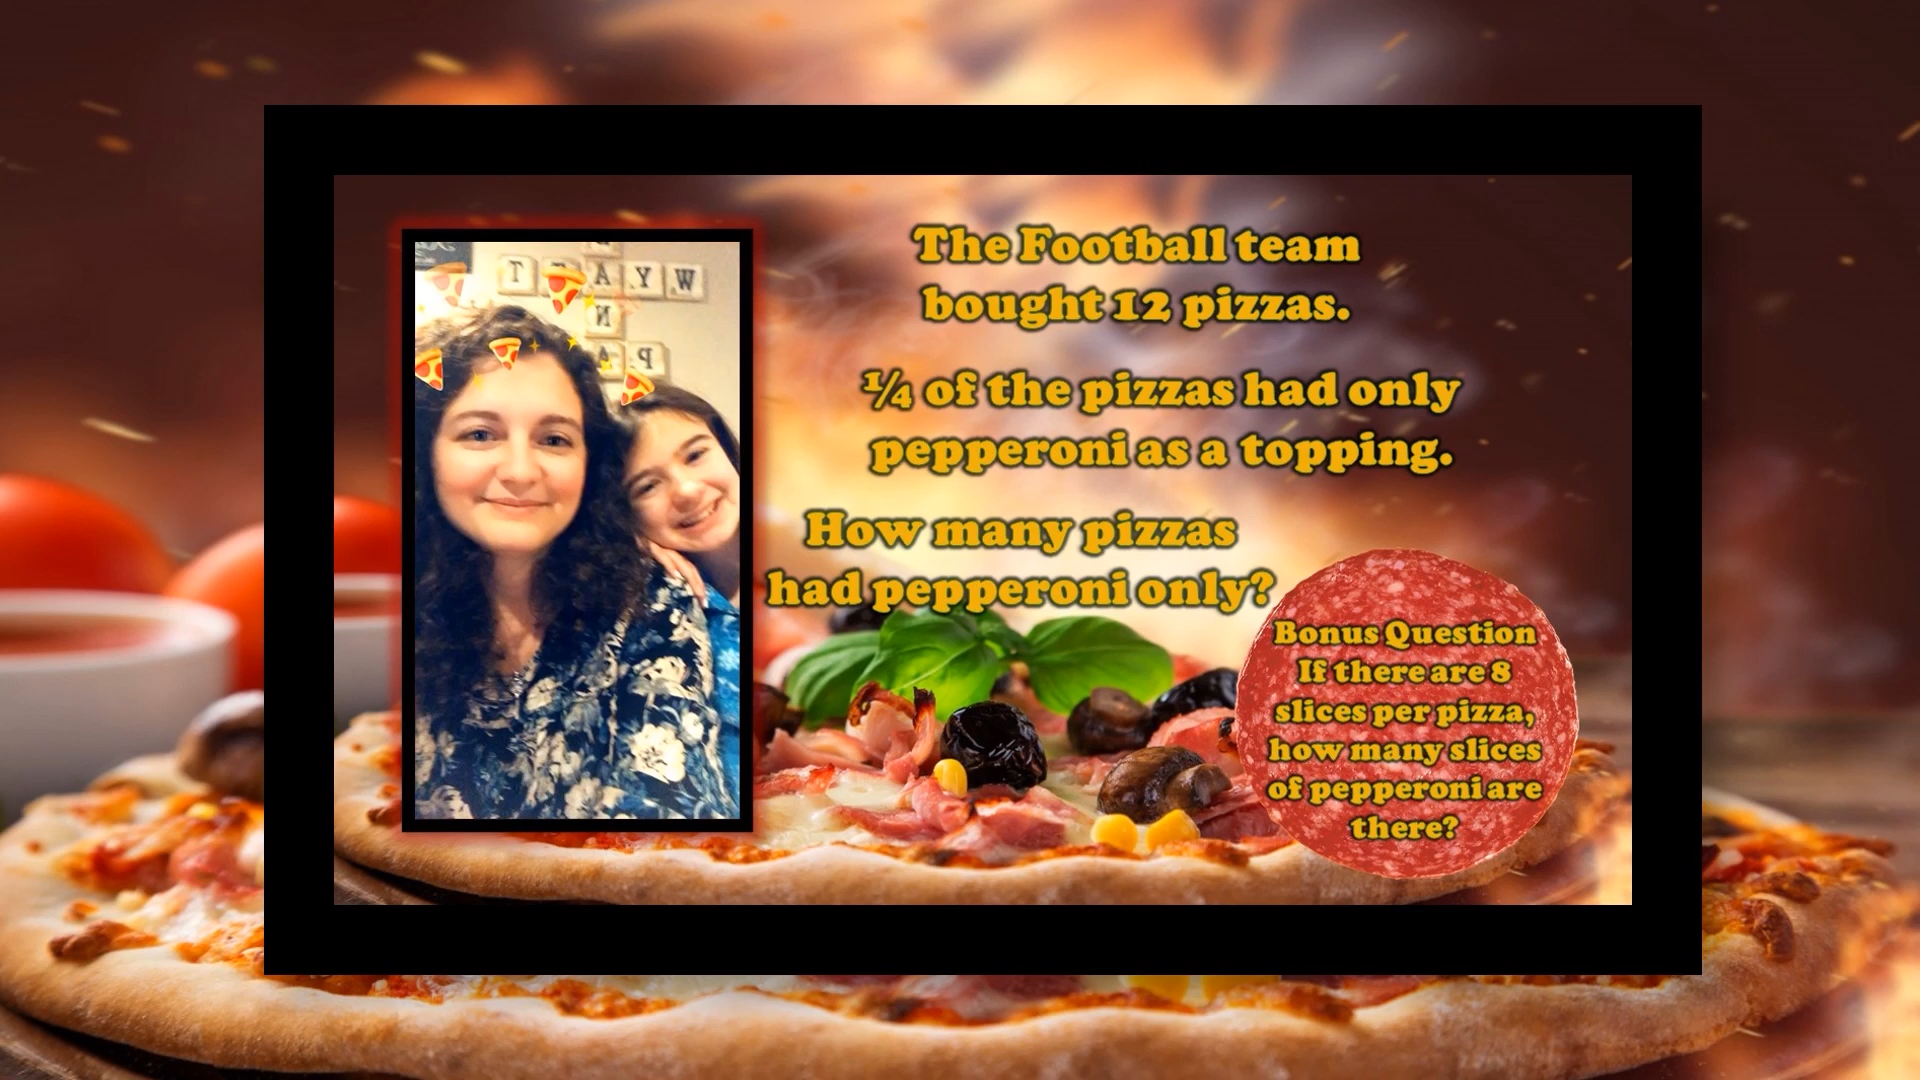 TRAYW
N
AP
The Football team
bought 12 pizzas.
¼ of the pizzas had only
pepperoni as a topping.
How many pizzas
had pepperoni only?
Bonus Question
If there are 8
slices per pizza,
how many slices
of pepperoni are
there?